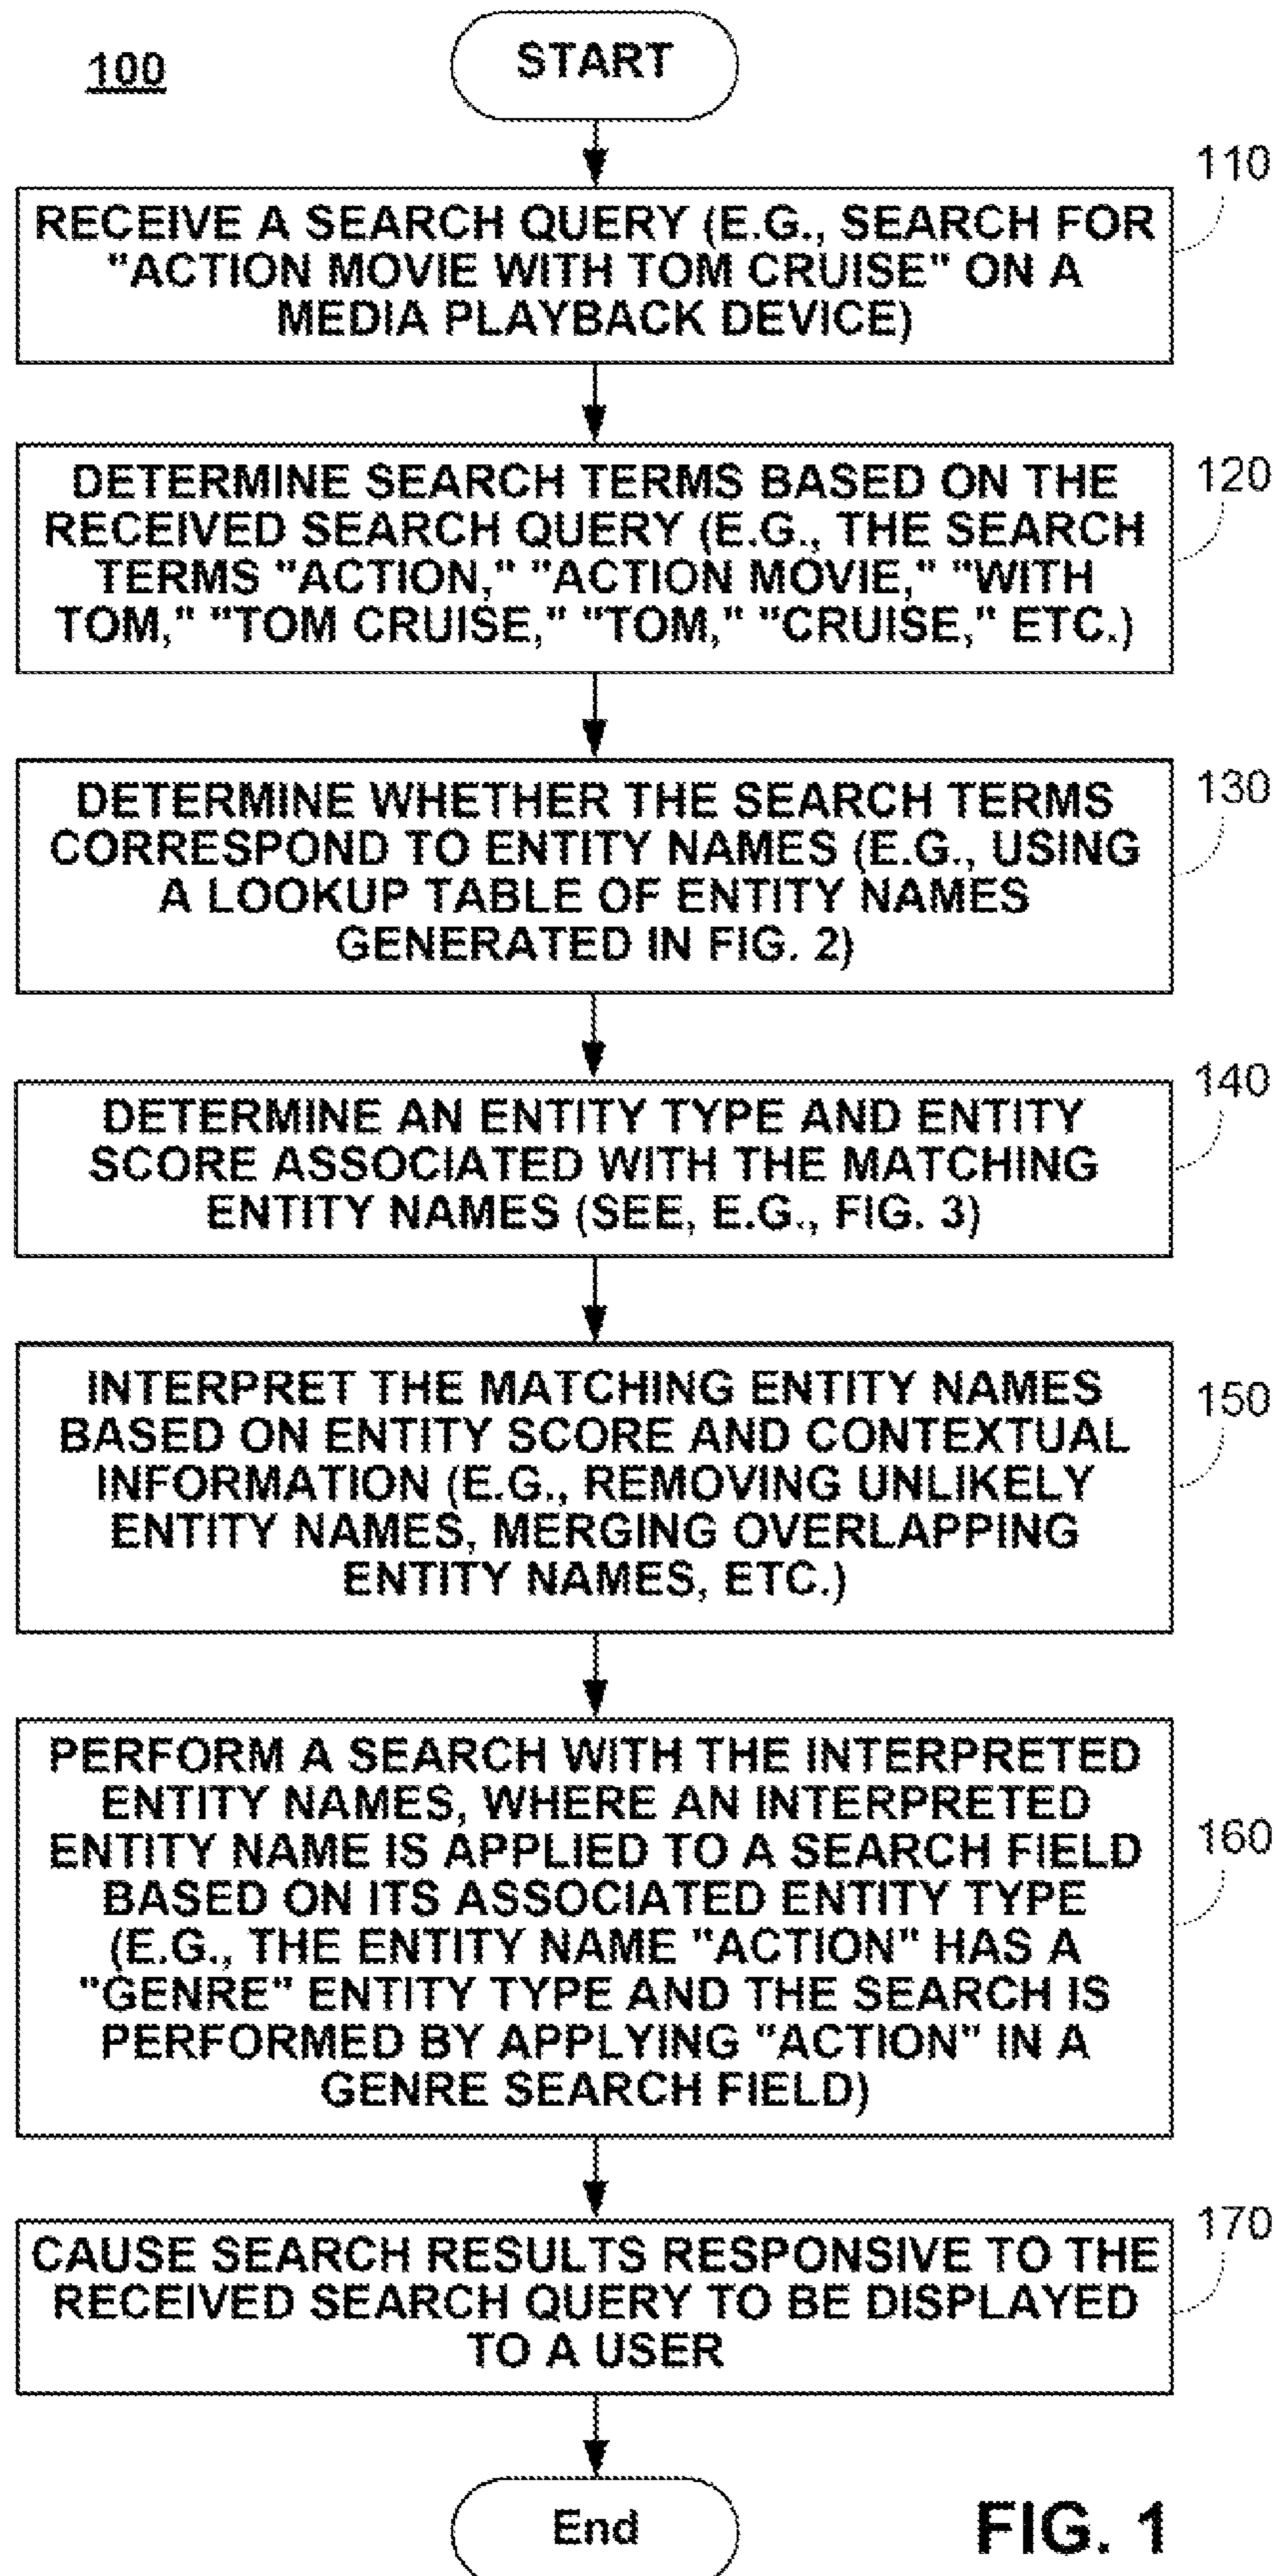 100
START
110
RECEIVE A SEARCH QUERY (E.G., SEARCH FOR
"ACTION MOVIE WITH TOM CRUISE" ON A
MEDIA PLAYBACK DEVICE)
120
DETERMINE SEARCH TERMS BASED ON THE
RECEIVED SEARCH QUERY (E.G., THE SEARCH
TERMS "ACTION," "ACTION MOVIE," "WITH
TOM," "TOM CRUISE," "TOM," "CRUISE," ETC.)
130
DETERMINE WHETHER THE SEARCH TERMS
CORRESPOND TO ENTITY NAMES (E.G., USING
A LOOKUP TABLE OF ENTITY NAMES
GENERATED IN FIG. 2)
140
DETERMINE AN ENTITY TYPE AND ENTITY
SCORE ASSOCIATED WITH THE MATCHING
ENTITY NAMES (SEE, E.G., FIG. 3)
150
INTERPRET THE MATCHING ENTITY NAMES
BASED ON ENTITY SCORE AND CONTEXTUAL
INFORMATION (E.G., REMOVING UNLIKELY
ENTITY NAMES, MERGING OVERLAPPING
ENTITY NAMES, ETC.)
160
PERFORM A SEARCH WITH THE INTERPRETED
ENTITY NAMES, WHERE AN INTERPRETED
ENTITY NAME IS APPLIED TO A SEARCH FIELD
BASED ON ITS ASSOCIATED ENTITY TYPE
(E.G., THE ENTITY NAME "ACTION" HAS A
"GENRE" ENTITY TYPE AND THE SEARCH IS
PERFORMED BY APPLYING "ACTION" IN A
GENRE SEARCH FIELD)
170
CAUSE SEARCH RESULTS RESPONSIVE TO THE
RECEIVED SEARCH QUERY TO BE DISPLAYED
TO A USER
End
FIG. 1